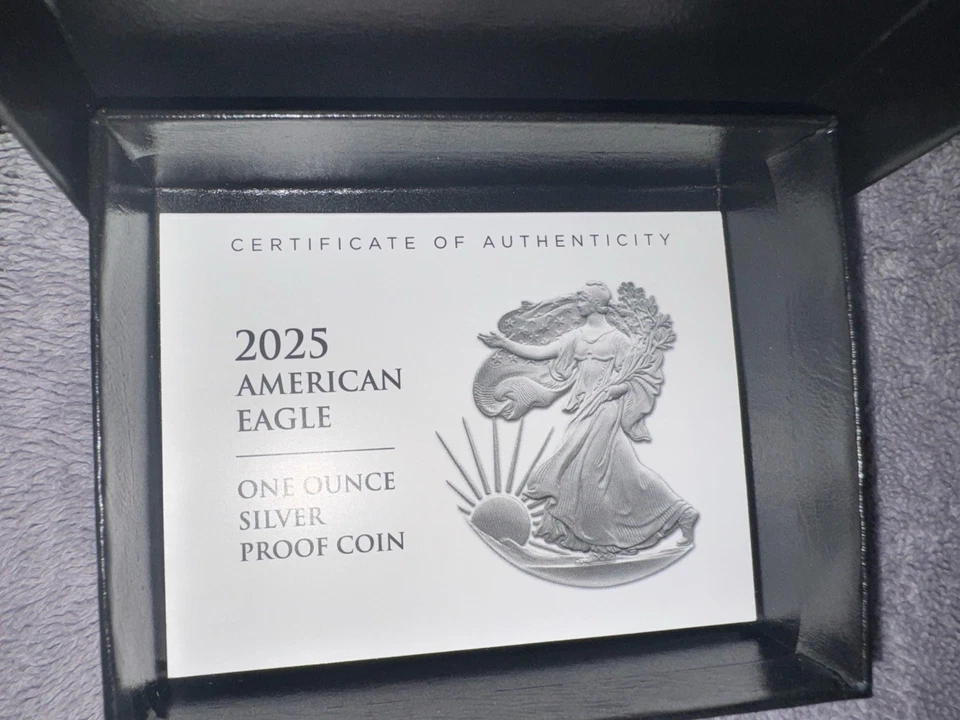 CERTIFICATE OF AUTHENTICITY
2025
AMERICAN
EAGLE
ONE OUNCE
SILVER
PROOF COIN